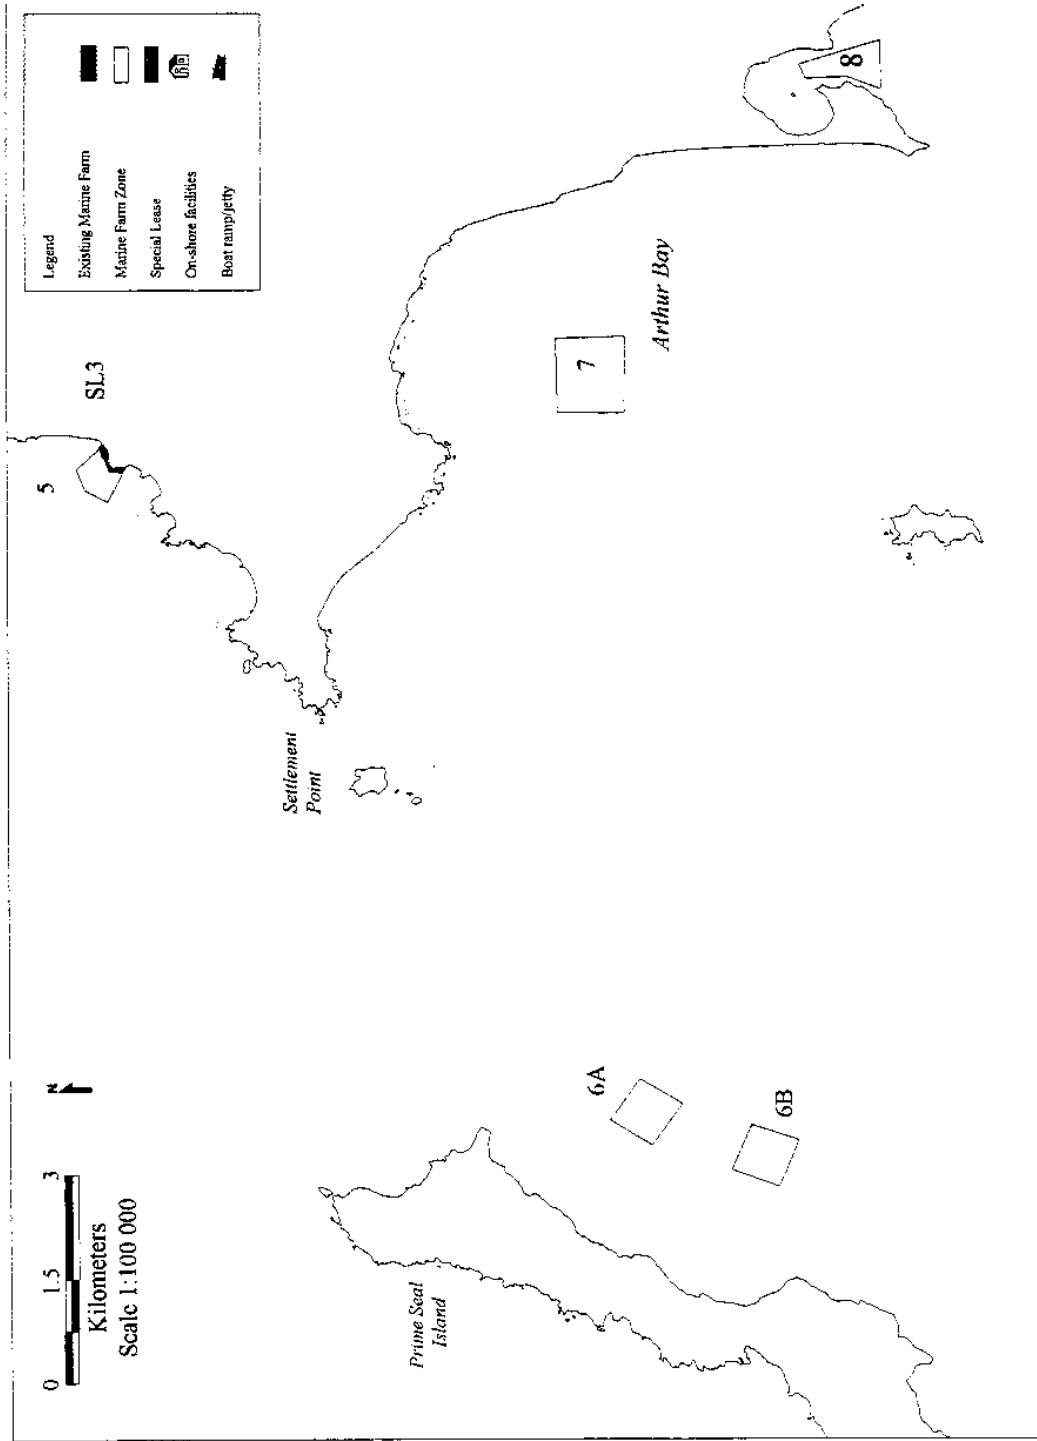 0 1.5 3
Kilometers
Scale 1:100 000
N
Legend
Existing Marine Farm
Marine Farm Zone
Special Lease
On-shore facilities
Boat ramp/jetty
SL3
5
Settlement
Point
Prime Seal
Island
6A
6B
7
Arthur Bay
8